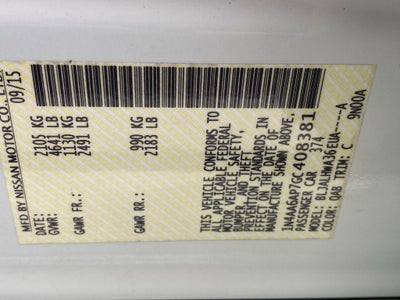 MFD BY NISSAN MOTOR CO., LTD.
09/15
GVWR: 2105 KG
4641 LB
GAWR FR.: 1130 KG
2491 LB
GAWR RR: 990 KG
2183 LB
THIS VEHICLE CONFORMS TO
ALL APPLICABLE FEDERAL
MOTOR VEHICLE SAFETY,
BUMPER, AND THEFT
PREVENTION STANDARDS IN
EFFECT ON THE DATE OF
MANUFACTURE SHOWN ABOVE.
1N4AA6AP7GC408381
PASSENGER CAR 374
MODEL: BIJALHWA36EUA----A
COLOR: QAB TRIM: C 9N00A